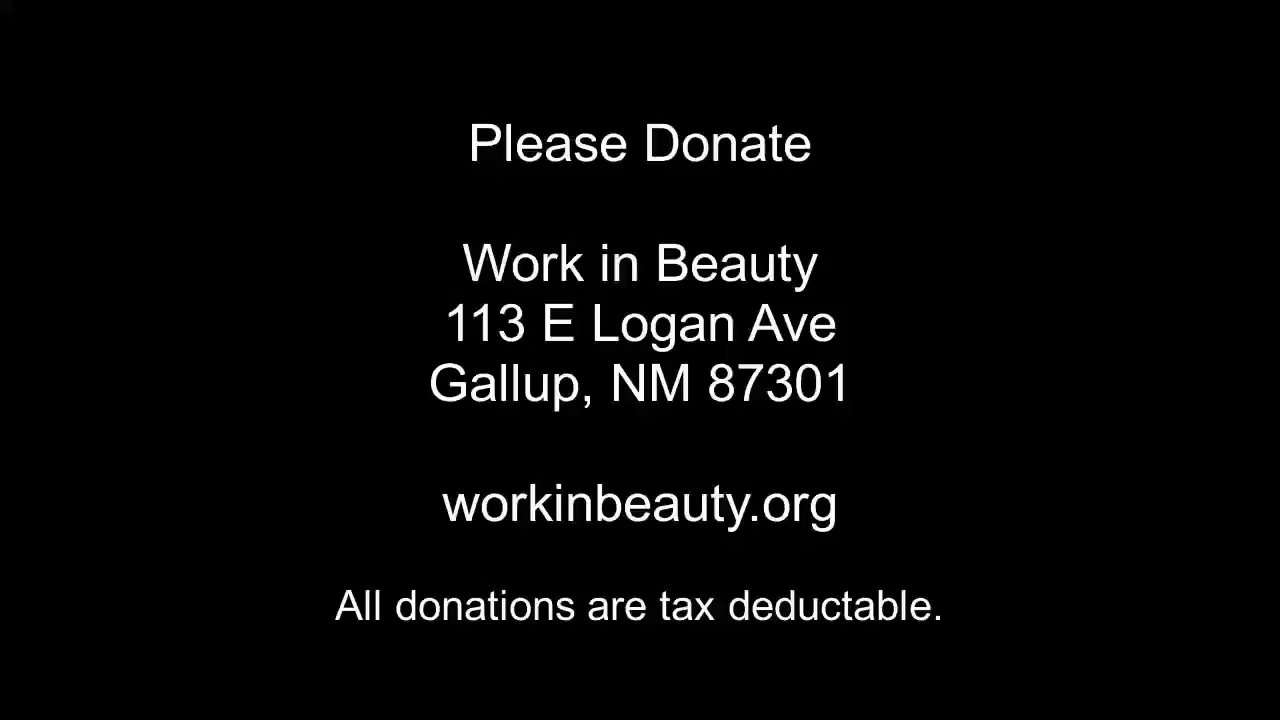 Please Donate
Work in Beauty
113 E Logan Ave
Gallup, NM 87301
workinbeauty.org
All donations are tax deductable.